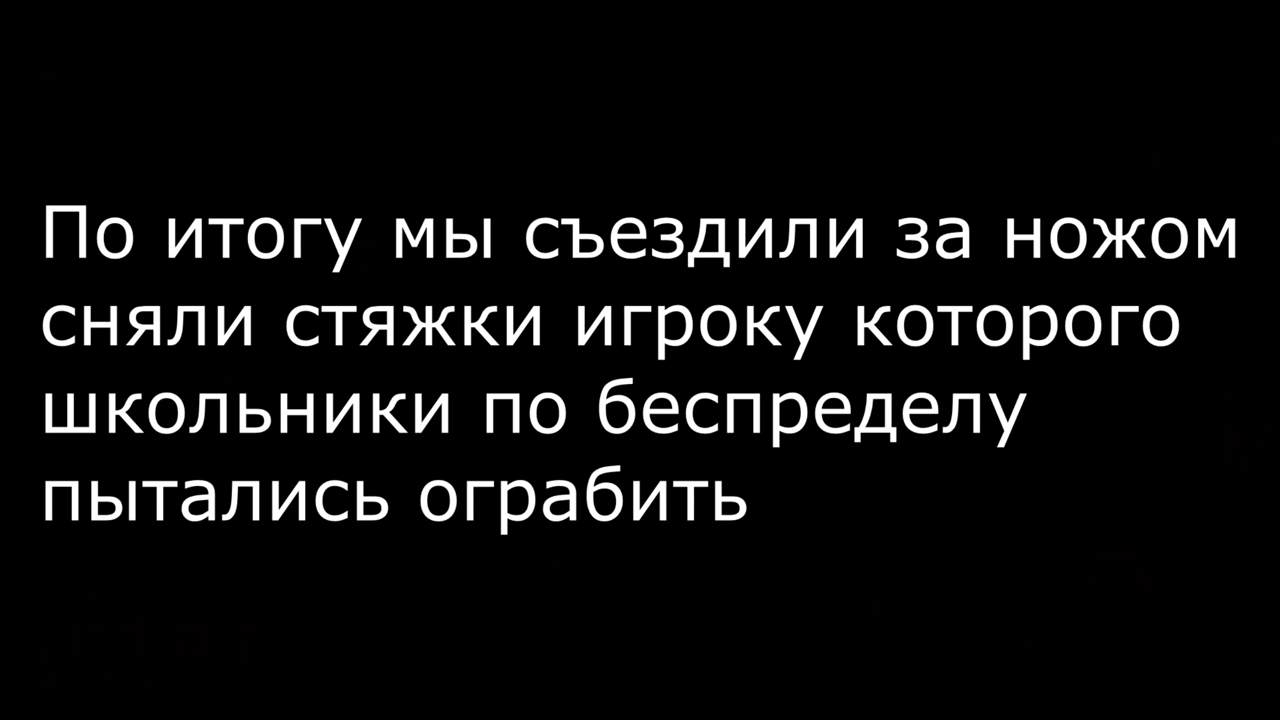 По итогу мы съездили за ножом
сняли стяжки игроку которого
школьники по беспределу
пытались ограбить